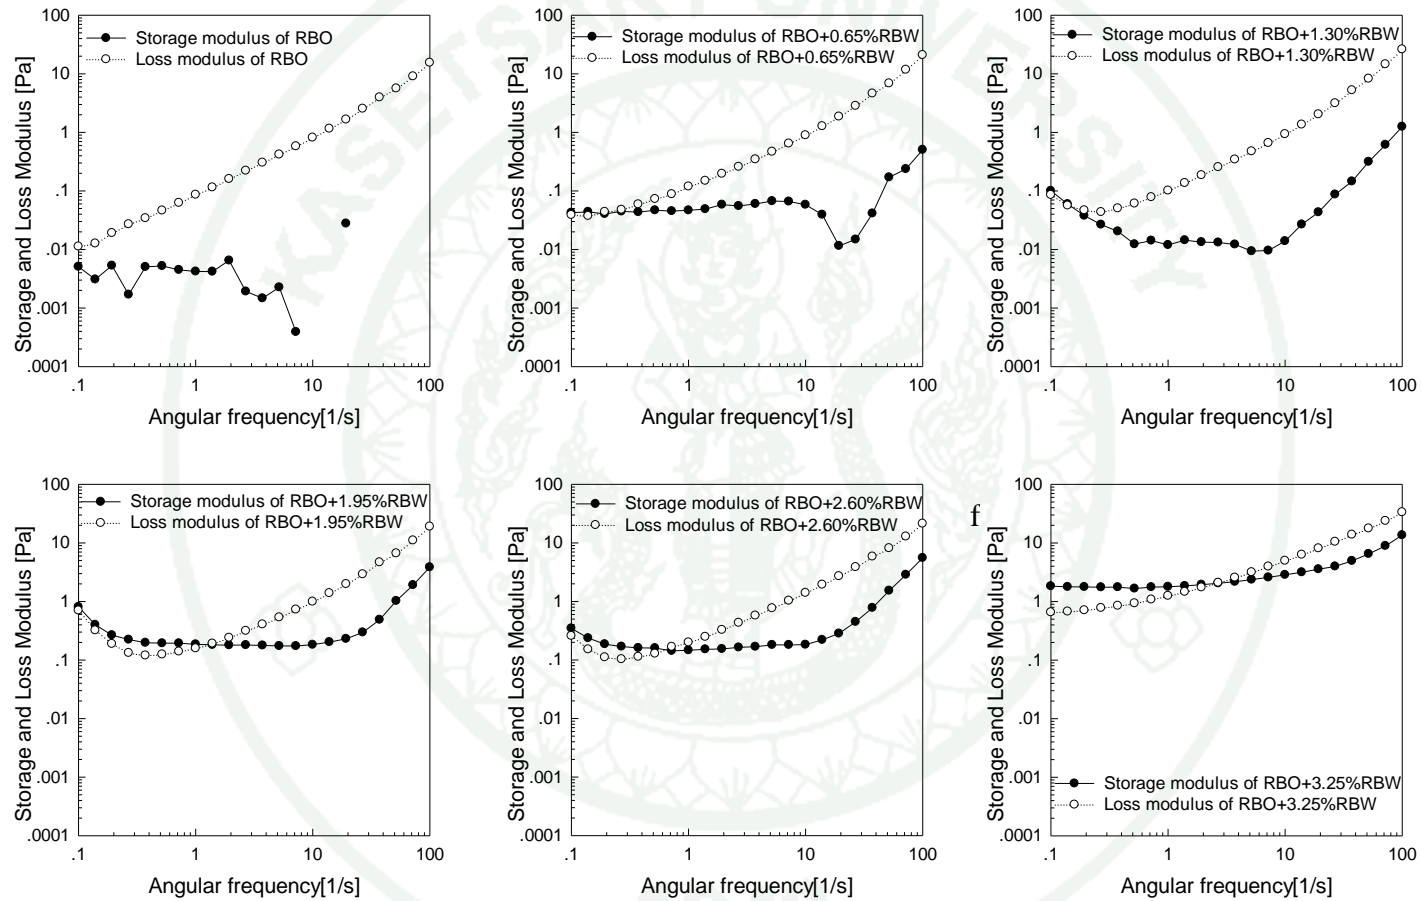 Storage and Loss Modulus [Pa]
100
10
1
.1
.01
.001
.0001
Storage modulus of RBO
Loss modulus of RBO
.1
1
10
100
Angular frequency[1/s]
Storage and Loss Modulus [Pa]
100
10
1
.1
.01
.001
.0001
Storage modulus of RBO+0.65%RBW
Loss modulus of RBO+0.65%RBW
.1
1
10
100
Angular frequency[1/s]
Storage and Loss Modulus [Pa]
100
10
1
.1
.01
.001
.0001
Storage modulus of RBO+1.30%RBW
Loss modulus of RBO+1.30%RBW
.1
1
10
100
Angular frequency[1/s]
Storage and Loss Modulus [Pa]
100
10
1
.1
.01
.001
.0001
Storage modulus of RBO+1.95%RBW
Loss modulus of RBO+1.95%RBW
.1
1
10
100
Angular frequency[1/s]
Storage and Loss Modulus [Pa]
100
10
1
.1
.01
.001
.0001
Storage modulus of RBO+2.60%RBW
Loss modulus of RBO+2.60%RBW
.1
1
10
100
Angular frequency[1/s]
f
Storage and Loss Modulus [Pa]
100
10
1
.1
.01
.001
.0001
Storage modulus of RBO+3.25%RBW
Loss modulus of RBO+3.25%RBW
.1
1
10
100
Angular frequency[1/s]
KASETSART UNIVERSITY